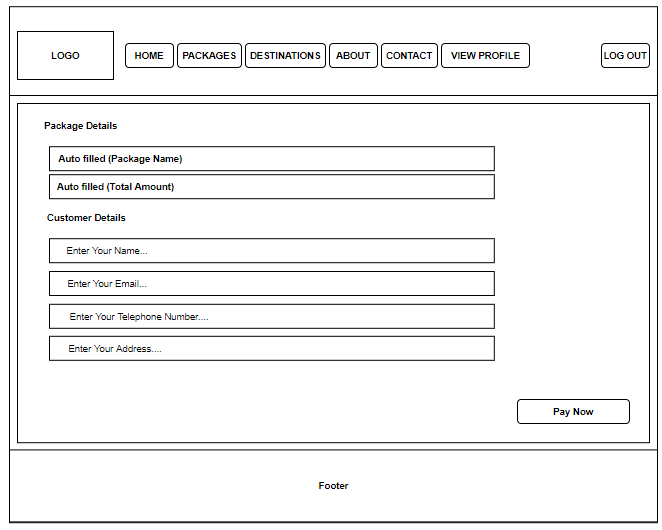 LOGO HOME PACKAGES DESTINATIONS ABOUT CONTACT VIEW PROFILE LOG OUT
Package Details
Auto filled (Package Name)
Auto filled (Total Amount)
Customer Details
Enter Your Name...
Enter Your Email...
Enter Your Telephone Number....
Enter Your Address....
Pay Now
Footer